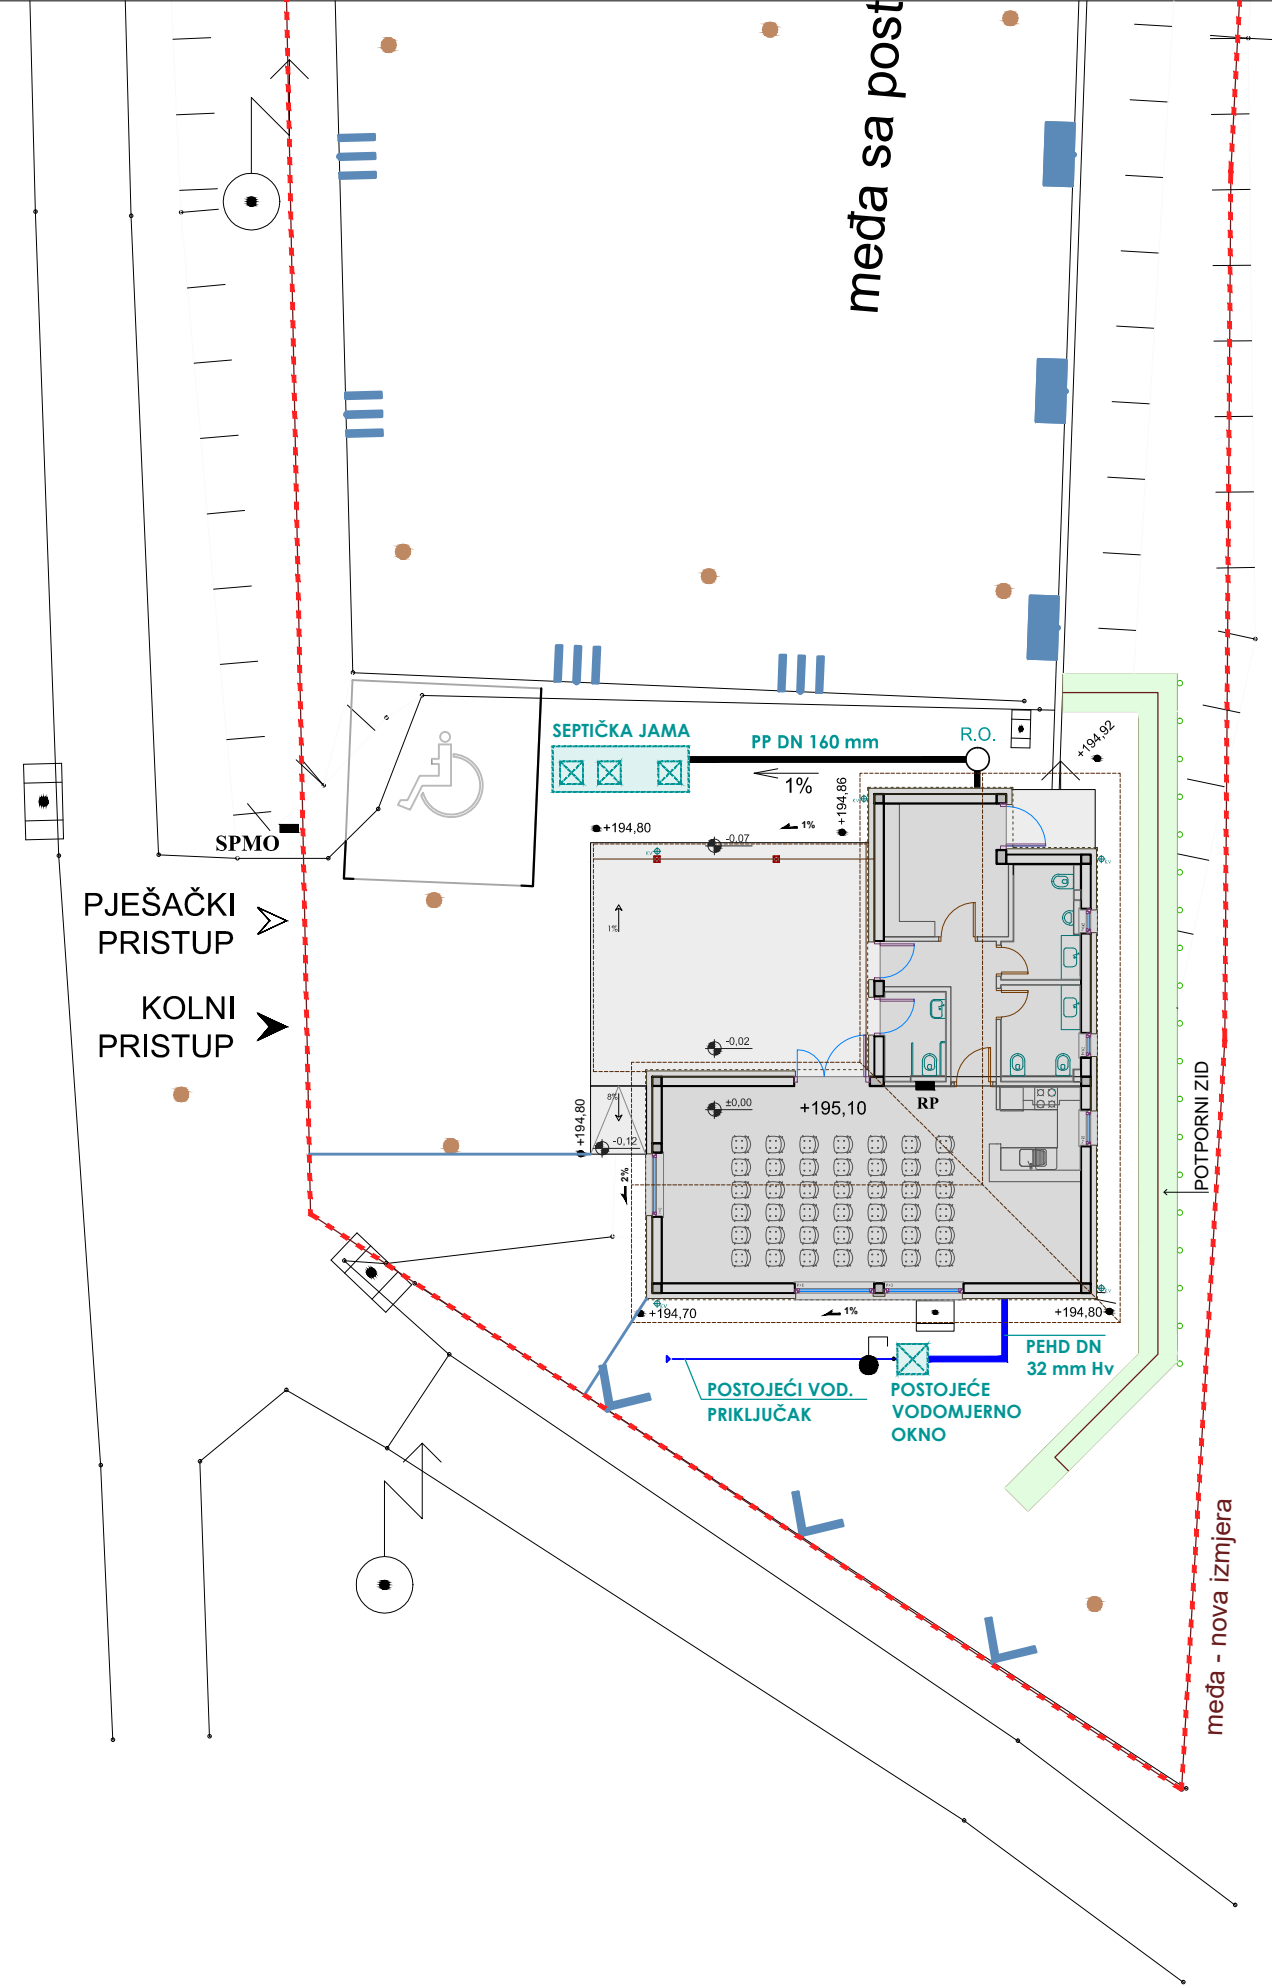 međa sa post
SEPTIČKA JAMA
PP DN 160 mm
R.O.
1%
+194,92
+194,86
+194,80
1%
-0,07
SPMO
PJEŠAČKI
PRISTUP
KOLNI
PRISTUP
1%
-0,02
±0,00
+195,10
RP
8%
+194,80
-0,12
2%
POTPORNI ZID
+194,70
1%
+194,80
PEHD DN
32 mm Hv
POSTOJEĆI VOD.
PRIKLJUČAK
POSTOJEĆE
VODOMJERNO
OKNO
međa - nova izmjera